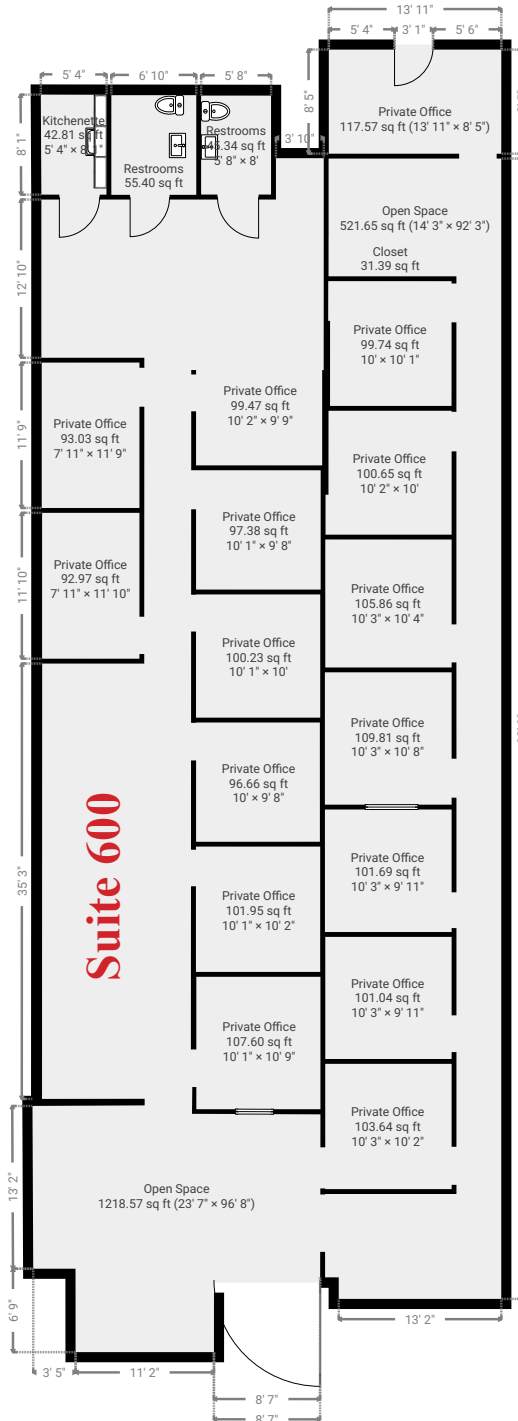 13' 11"
5' 4"
3' 1"
5' 6"
5' 4"
6' 10"
5' 8"
8' 5"
3' 10"
Private Office
117.57 sq ft (13' 11" × 8' 5")
8' 1"
Kitchenette
42.81 sq ft
Restrooms
55.40 sq ft
Restrooms
5' 8" × 8'
Open Space
521.65 sq ft (14' 3" × 92' 3")
Closet
31.39 sq ft
12' 10"
Private Office
99.74 sq ft
10' × 10' 1"
11' 9"
Private Office
93.03 sq ft
7' 11" × 11' 9"
Private Office
99.47 sq ft
10' 2" × 9' 9"
Private Office
100.65 sq ft
10' 2" × 10'
Private Office
97.38 sq ft
10' 1" × 9' 8"
11' 10"
Private Office
92.97 sq ft
7' 11" × 11' 10"
Private Office
105.86 sq ft
10' 3" × 10' 4"
Private Office
100.23 sq ft
10' 1" × 10'
Private Office
109.81 sq ft
10' 3" × 10' 8"
Private Office
96.66 sq ft
10' × 9' 8"
35' 3"
Suite 600
Private Office
101.69 sq ft
10' 3" × 9' 11"
Private Office
101.95 sq ft
10' 1" × 10' 2"
Private Office
101.04 sq ft
10' 3" × 9' 11"
Private Office
107.60 sq ft
10' 1" × 10' 9"
Private Office
103.64 sq ft
10' 3" × 10' 2"
13' 2"
Open Space
1218.57 sq ft (23' 7" × 96' 8")
6' 9"
13' 2"
3' 5"
11' 2"
8' 7"
8' 7"